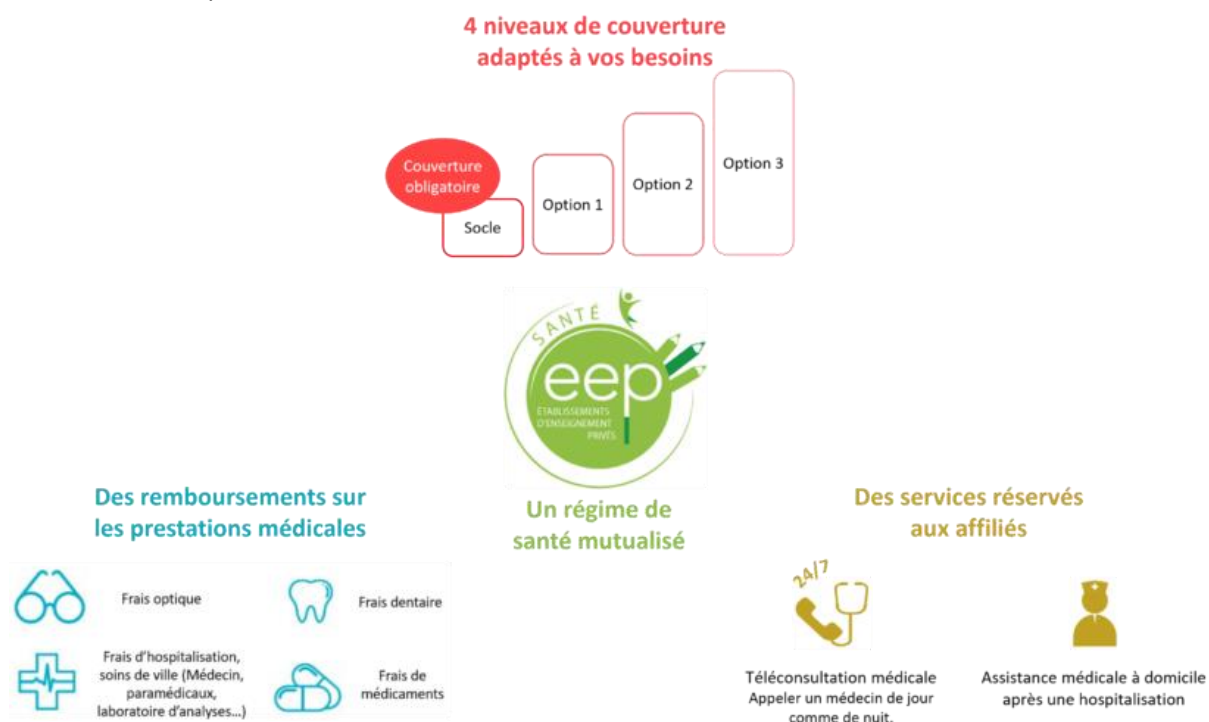 4 niveaux de couverture
adaptés à vos besoins
Couverture
obligatoire
Socle
Option 1
Option 2
Option 3
SANTÉ
eep
ÉTABLISSEMENTS
D'ENSEIGNEMENT
PRIVÉS
Un régime de
santé mutualisé
Des remboursements sur
les prestations médicales
Frais optique
Frais dentaire
Frais d'hospitalisation,
soins de ville (Médecin,
paramédicaux,
laboratoire d'analyses...)
Frais de
médicaments
Des services réservés
aux affiliés
24/7
Téléconsultation médicale
Appeler un médecin de jour
comme de nuit.
Assistance médicale à domicile
après une hospitalisation